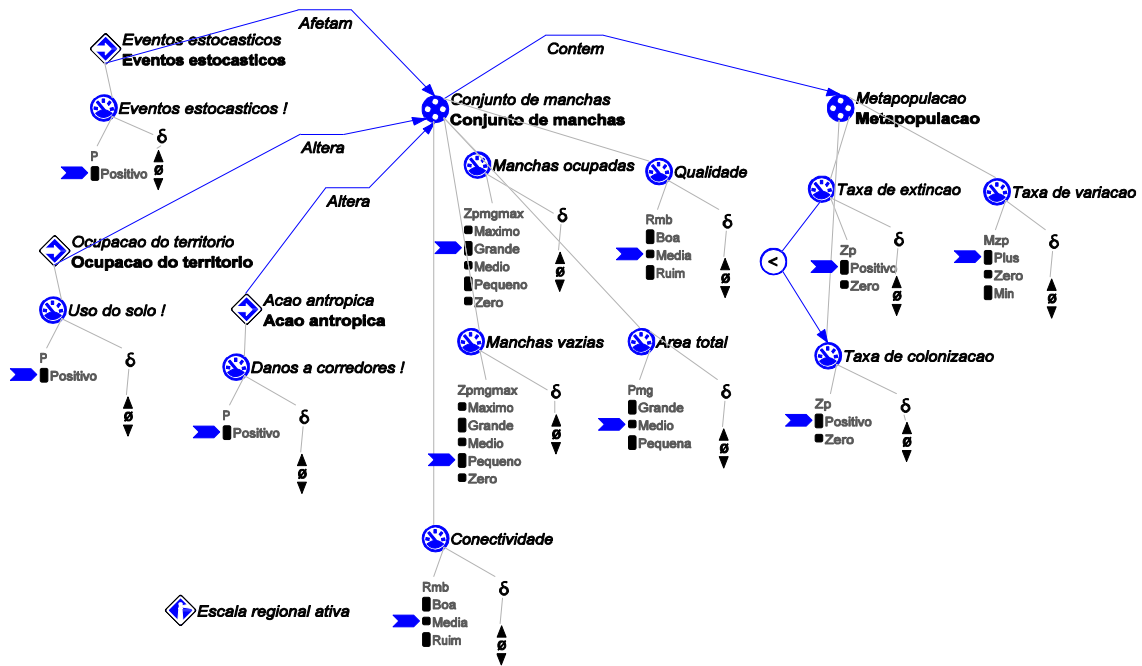 Afetam
Eventos estocasticos
Eventos estocasticos
Eventos estocasticos !
δ
P
Positivo
ø
Contem
Conjunto de manchas
Conjunto de manchas
Metapopulacao
Metapopulacao
Altera
Altera
Manchas ocupadas
δ
Zpmgmax
Maximo
Grande
Medio
Pequeno
Zero
ø
Qualidade
δ
Rmb
Boa
Media
Ruim
ø
Taxa de extincao
δ
Zp
Positivo
Zero
ø
Taxa de variacao
δ
Mzp
Plus
Zero
Min
ø
<
Ocupacao do territorio
Ocupacao do territorio
Uso do solo !
δ
P
Positivo
ø
Acao antropica
Acao antropica
Danos a corredores !
δ
P
Positivo
ø
Manchas vazias
δ
Zpmgmax
Maximo
Grande
Medio
Pequeno
Zero
ø
Area total
δ
Pmg
Grande
Medio
Pequena
ø
Taxa de colonizacao
δ
Zp
Positivo
Zero
ø
Conectividade
δ
Rmb
Boa
Media
Ruim
ø
Escala regional ativa